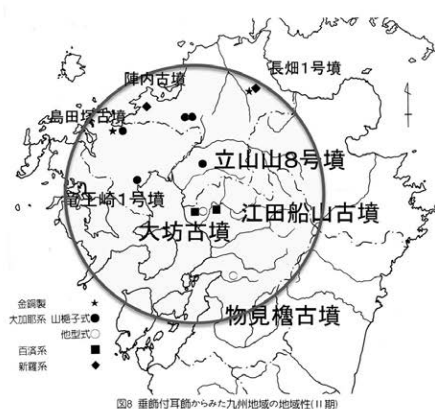 長畑1号墳
陣内古墳
島田塚古墳
立山山8号墳
竜王崎1号墳
江田船山古墳
大坊古墳
物見櫓古墳
金銅製 ★
大加耶系 山梔子式 ●
他型式 ○
百済系 ■
新羅系 ◆
図8 垂飾付耳飾からみた九州地域の地域性(Ⅱ期)